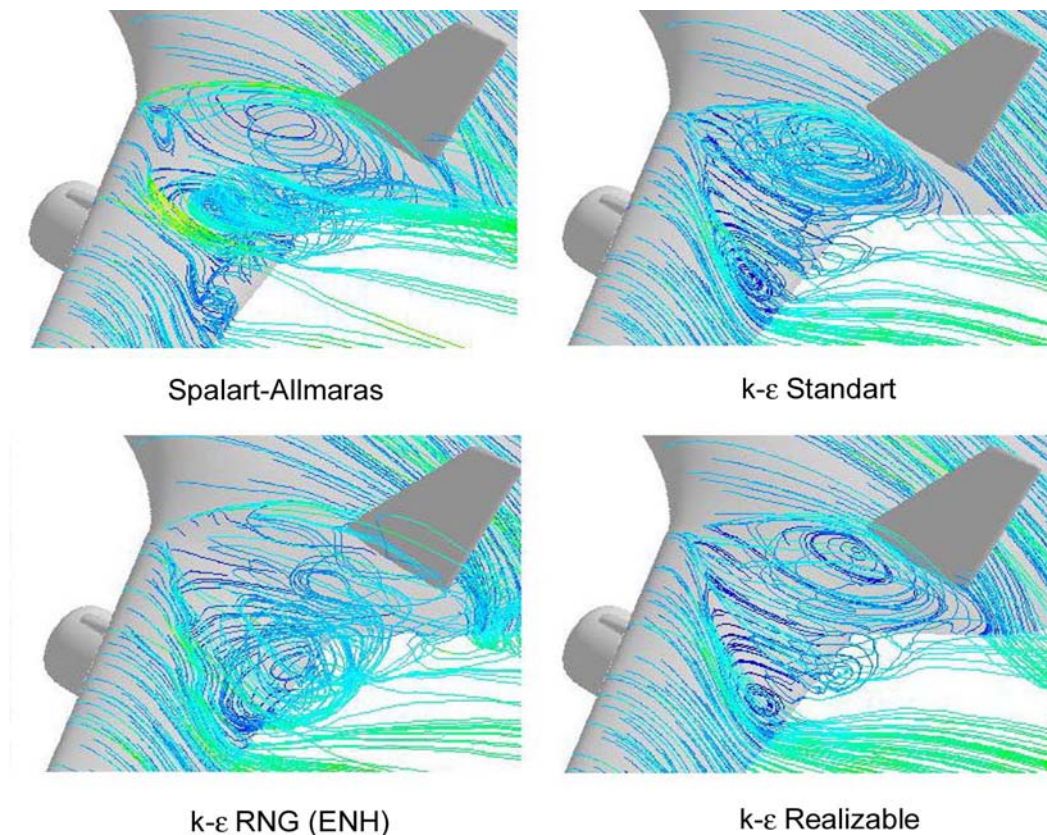 Spalart-Allmaras
k-ε Standart
k-ε RNG (ENH)
k-ε Realizable